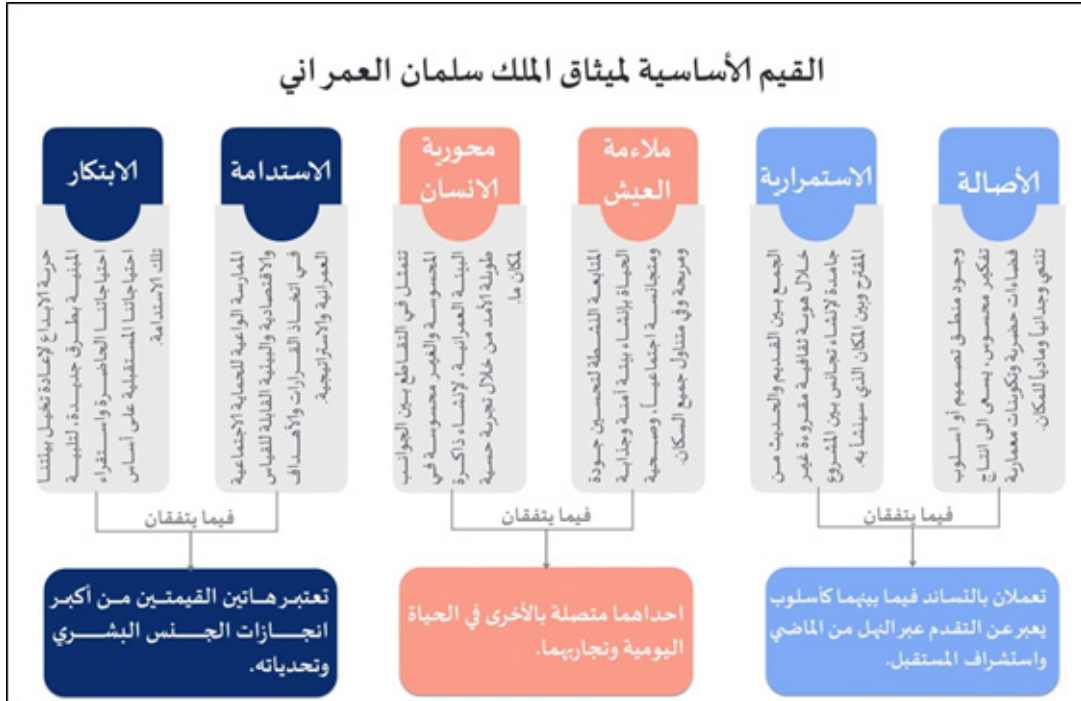 القيم الأساسية لميثاق الملك سلمان العمراني
الأصالة
وجود منطق تصميم أو اسلوب
تفكير محسوس، يسعى الى انتاج
فضاءات حضرية وتكوينات معمارية
تنتمي وجدانياً ومادياً للمكان.
الاستمرارية
الجمع بين القديم والحديث من
خلال هوية ثقافية مقروءة غير
جامدة لإنشاء تجانس بين المشروع
المقترح وبين المكان الذي سينشأ به.
فيما يتفقان
تعملان بالتساند فيما بينهما كأسلوب
يعبر عن التقدم عبر النهل من الماضي
واستشراف المستقبل.
ملاءمة
العيش
المتابعة النشطة لتحسين جودة
الحياة بإنشاء بيئة آمنة وجذابة
ومتجانسة اجتماعياً، وصحية
ومريحة وفي متناول جميع السكان.
محورية
الانسان
تتمثل في التقاطع بين الجوانب
المحسوسة والغير محسوسة في
البيئة العمرانية، لإنشاء ذاكرة
طويلة الأمد من خلال تجربة حسية
لمكان ما.
فيما يتفقان
احداهما متصلة بالأخرى في الحياة
اليومية وتجاربهما.
الاستدامة
الممارسة الواعية للحماية الاجتماعية
والاقتصادية والبيئية القابلة للقياس
في اتخاذ القرارات والأهداف
العمرانية والاستراتيجية.
الابتكار
حرية الابداع لإعادة تخيل بيئتنا
المبنية بطرق جديدة، لتلبية
احتياجاتنا الحاضرة واستقراء
احتياجاتنا المستقبلية على أساس
تلك الاستدامة.
فيما يتفقان
تعتبر هاتين القيمتين من أكبر
انجازات الجنس البشري
وتحدياته.